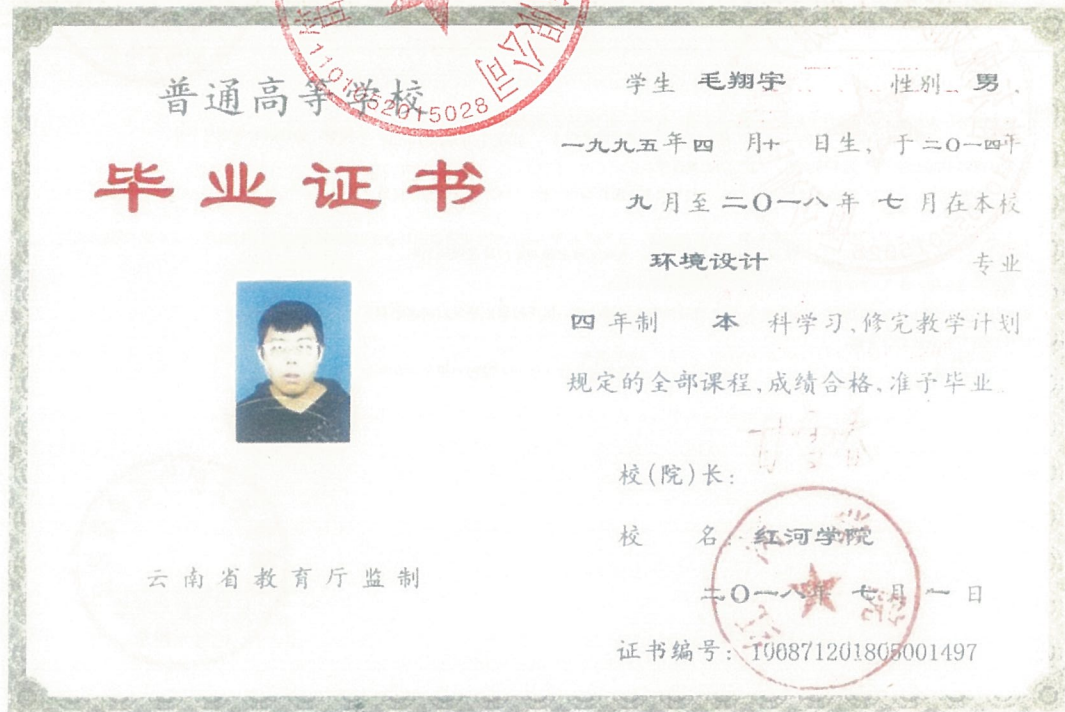 普通高等学校
毕业证书
云南省教育厅监制
限公司
1101052015028
学生 毛翔宇 性别 男
一九九五年四 月十 日生、于二〇一四年
九月至二〇一八年 七月在本校
环境设计 专业
四年制 本 科学习、修完教学计划
规定的全部课程、成绩合格、准予毕业
校(院)长:
校 名: 红河学院
二〇一八年 七月 一日
证书编号: